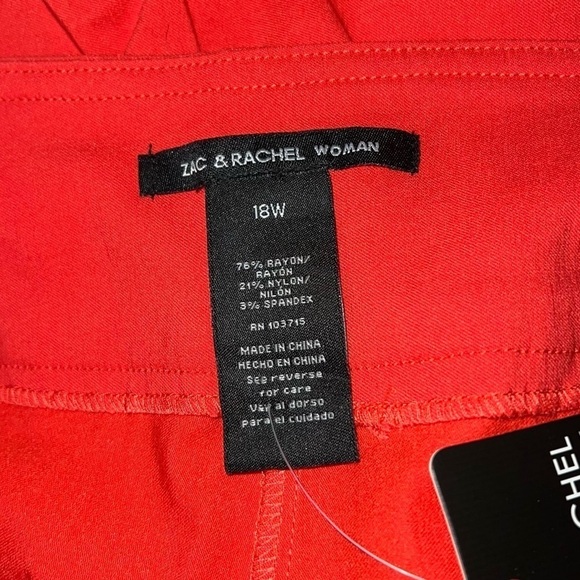 ZAC & RACHEL WOMAN
18W
76% RAYON/
RAYÓN
21% NYLON/
NILÓN
3% SPANDEX
RN 103715
MADE IN CHINA
HECHO EN CHINA
See reverse
for care
Ver al dorso
para el cuidado
CHEL